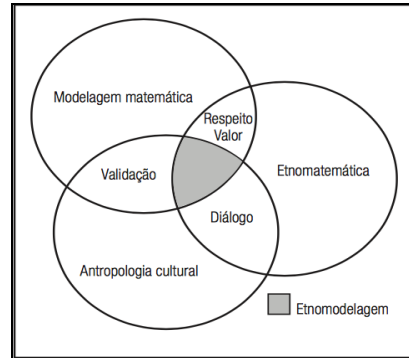 Modelagem matemática
Respeito
Valor
Validação
Etnomatemática
Diálogo
Antropologia cultural
Etnomodelagem